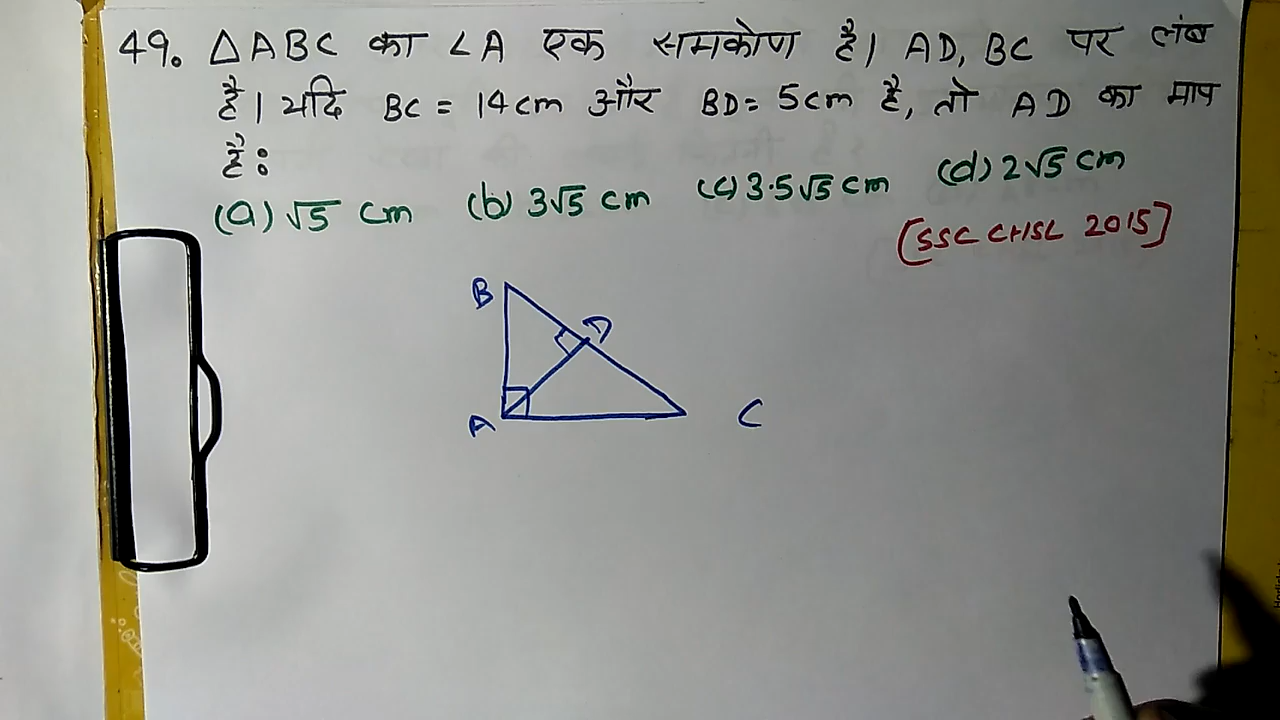 49. △ABC का ∠A एक समकोण है। AD, BC पर लंब
है। यदि BC = 14cm और BD = 5cm है, तो AD का माप
है:
(a) √5 cm (b) 3√5 cm (c) 3.5√5 cm (d) 2√5 cm
[SSC CHSL 2015]
B
D
A
C